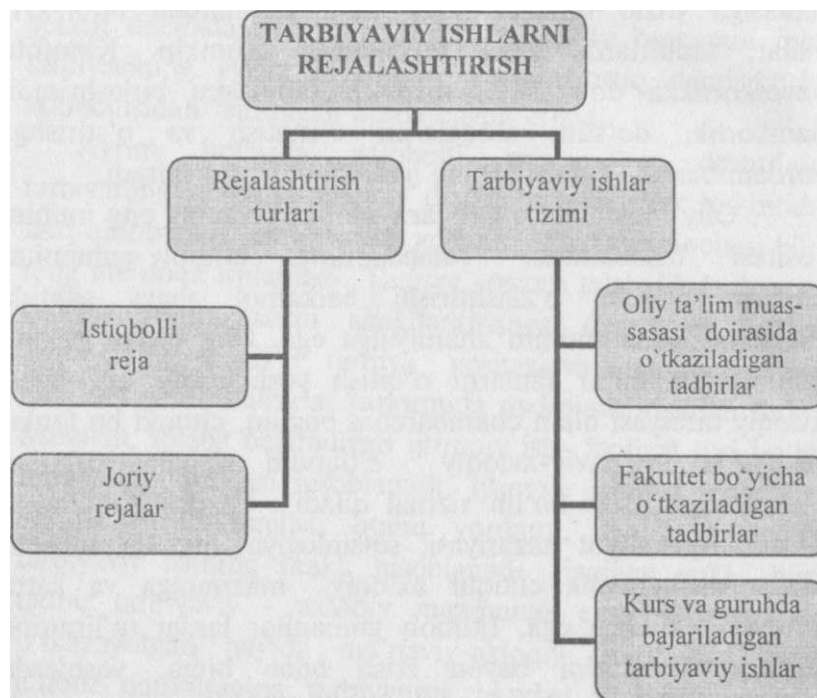 TARBIYAVIY ISHLARNI
REJALASHTIRISH
Rejalashtirish
turlari
Tarbiyaviy ishlar
tizimi
Istiqbolli
reja
Joriy
rejalar
Oliy ta’lim muas-
sasasi doirasida
o`tkaziladigan
tadbirlar
Fakultet bo‘yicha
o‘tkaziladigan
tadbirlar
Kurs va guruhda
bajariladigan
tarbiyaviy ishlar